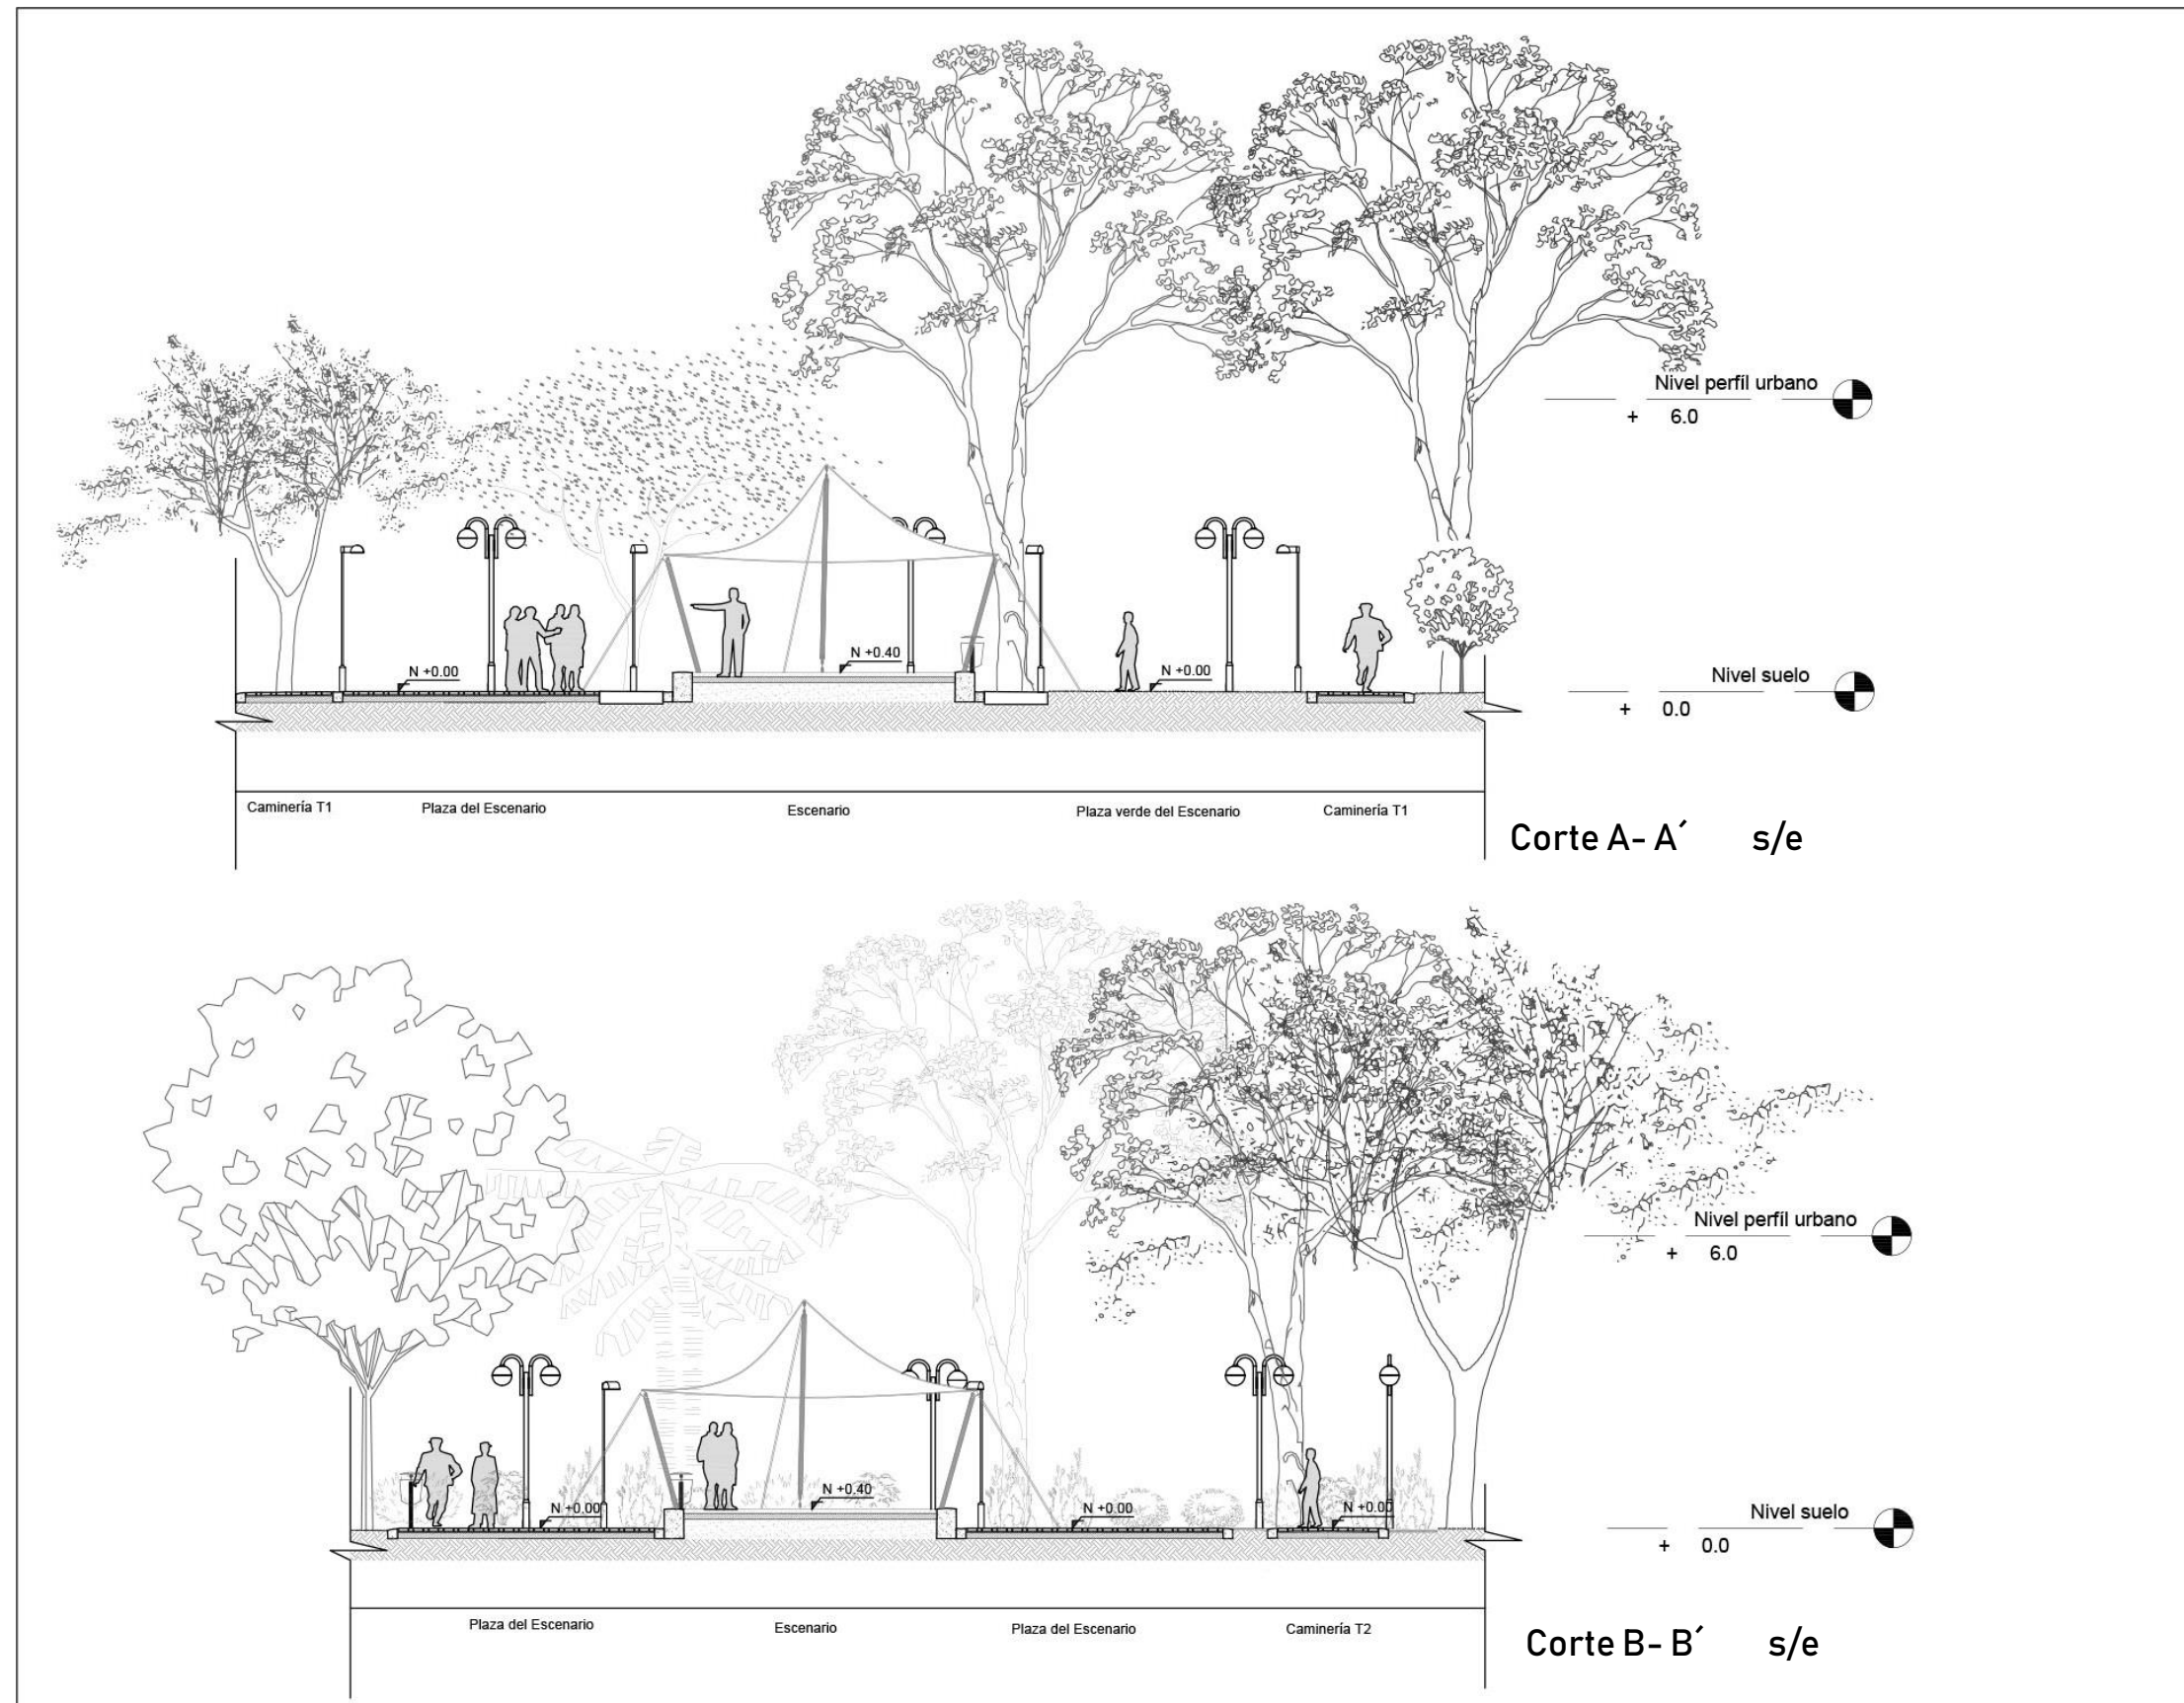 Nivel perfíl urbano
+ 6.0
N +0.40
N +0.00
N +0.00
Nivel suelo
+ 0.0
Caminería T1
Plaza del Escenario
Escenario
Plaza verde del Escenario
Caminería T1
Corte A- A´ s/e
Nivel perfíl urbano
+ 6.0
N +0.40
N +0.00
N +0.00
N +0.00
Nivel suelo
+ 0.0
Plaza del Escenario
Escenario
Plaza del Escenario
Caminería T2
Corte B- B´ s/e